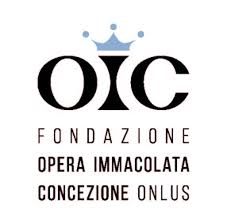 OIC
FONDAZIONE
OPERA IMMACOLATA
CONCEZIONE ONLUS